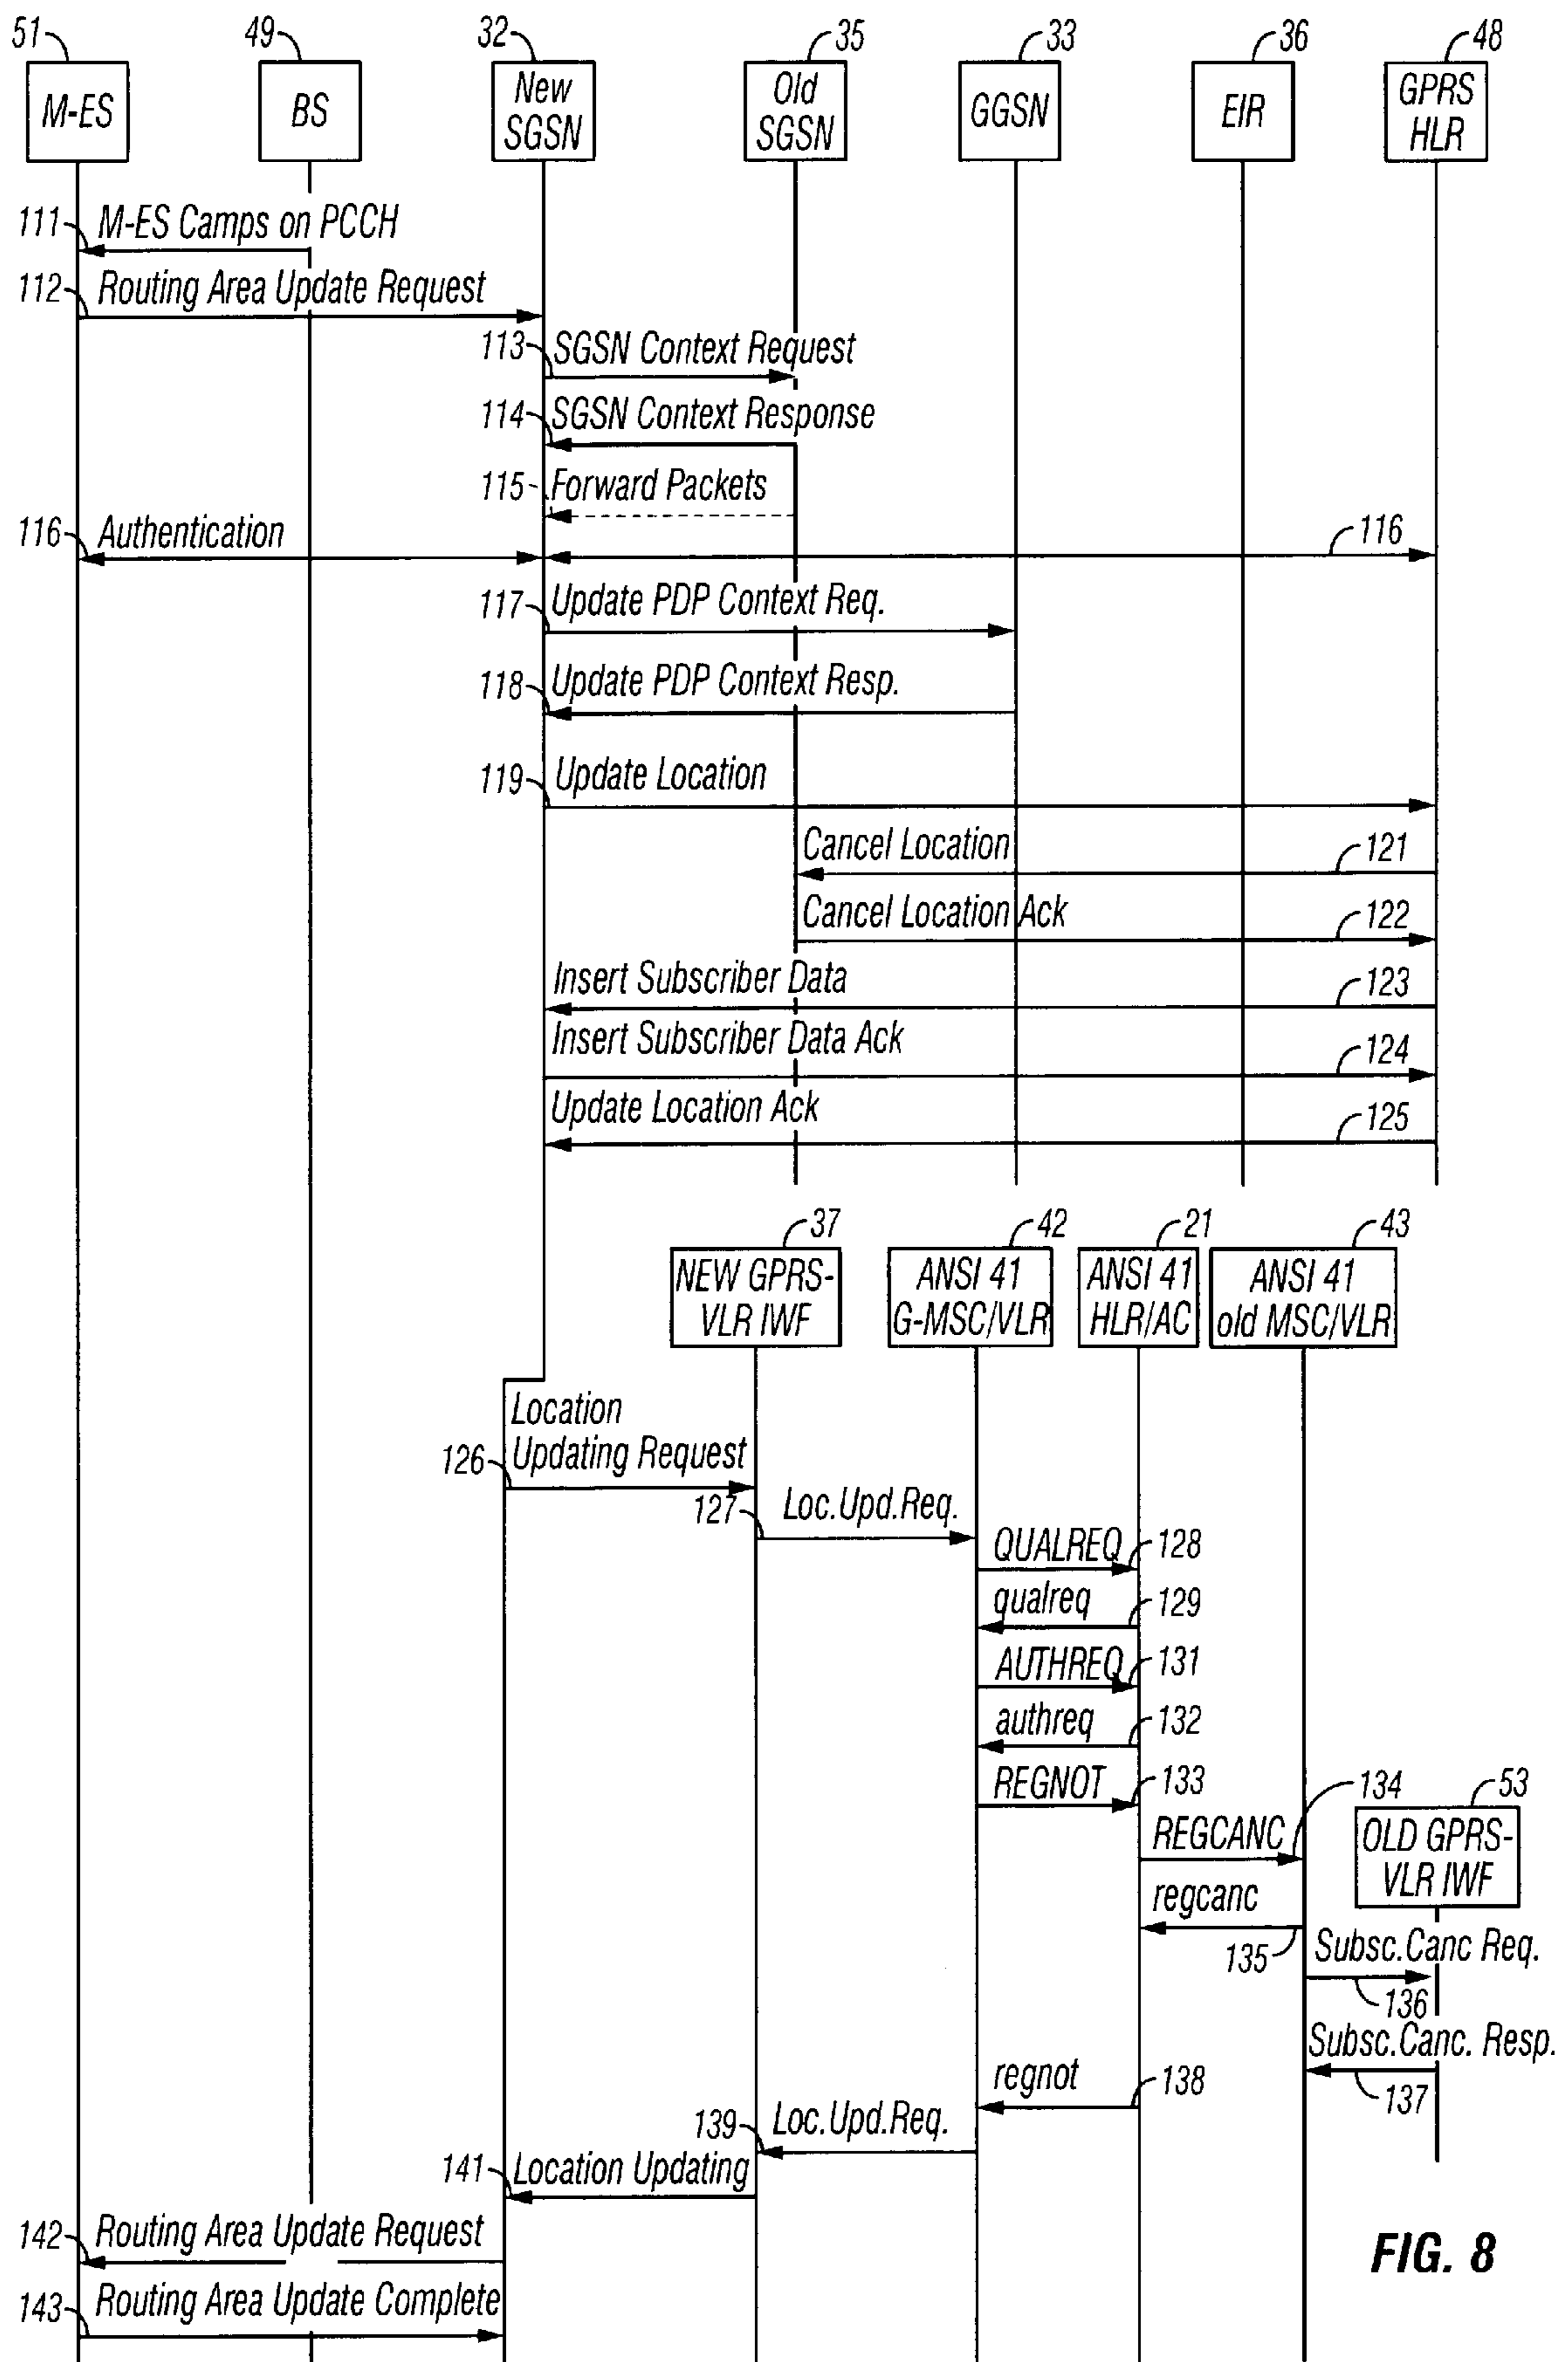 51 49 32 35 33 36 48
M-ES
BS
New
SGSN
Old
SGSN
GGSN
EIR
GPRS
HLR
111 M-ES Camps on PCCH
112 Routing Area Update Request
113 SGSN Context Request
114 SGSN Context Response
115 Forward Packets
116 Authentication 116
117 Update PDP Context Req.
118 Update PDP Context Resp.
119 Update Location
Cancel Location 121
Cancel Location Ack 122
Insert Subscriber Data 123
Insert Subscriber Data Ack 124
Update Location Ack 125
37 42 21 43
NEW GPRS-
VLR IWF
ANSI 41
G-MSC/VLR
ANSI 41
HLR/AC
ANSI 41
old MSC/VLR
Location
126 Updating Request
127 Loc.Upd.Req.
QUALREQ 128
qualreq 129
AUTHREQ 131
authreq 132
REGNOT 133
REGCANC 134
53
OLD GPRS-
VLR IWF
regcanc
135
Subsc.Canc Req.
136
Subsc.Canc. Resp.
137
regnot 138
139 Loc.Upd.Req.
141 Location Updating
142 Routing Area Update Request
143 Routing Area Update Complete
FIG. 8